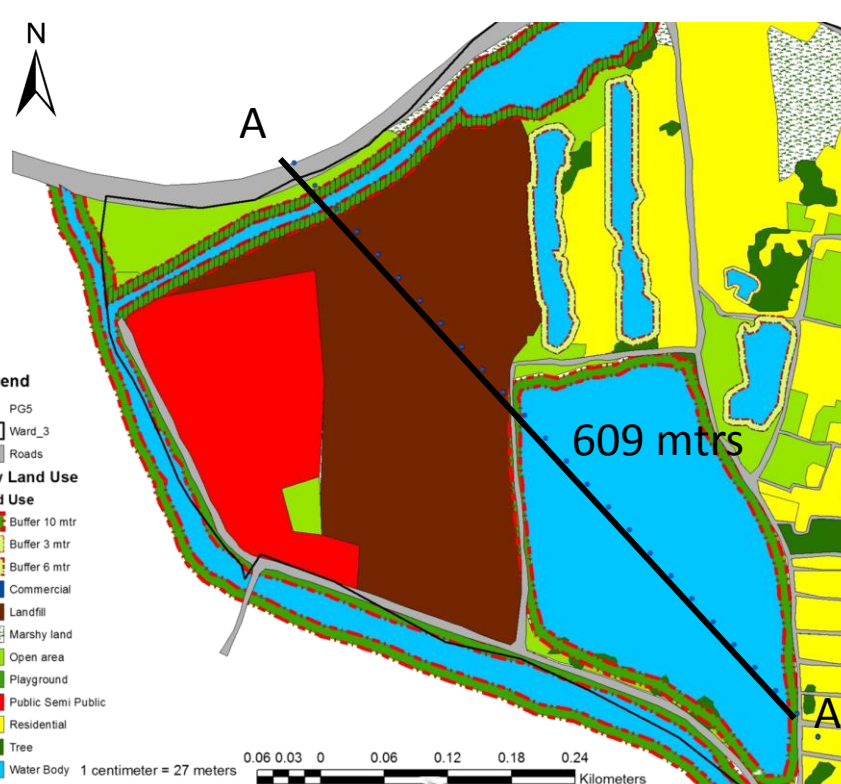 N
A
609 mtrs
A
end
PG5
Ward_3
Roads
Land Use
d Use
Buffer 10 mtr
Buffer 3 mtr
Buffer 6 mtr
Commercial
Landfill
Marshy land
Open area
Playground
Public Semi Public
Residential
Tree
Water Body
1 centimeter = 27 meters
0.06 0.03 0 0.06 0.12 0.18 0.24
Kilometers